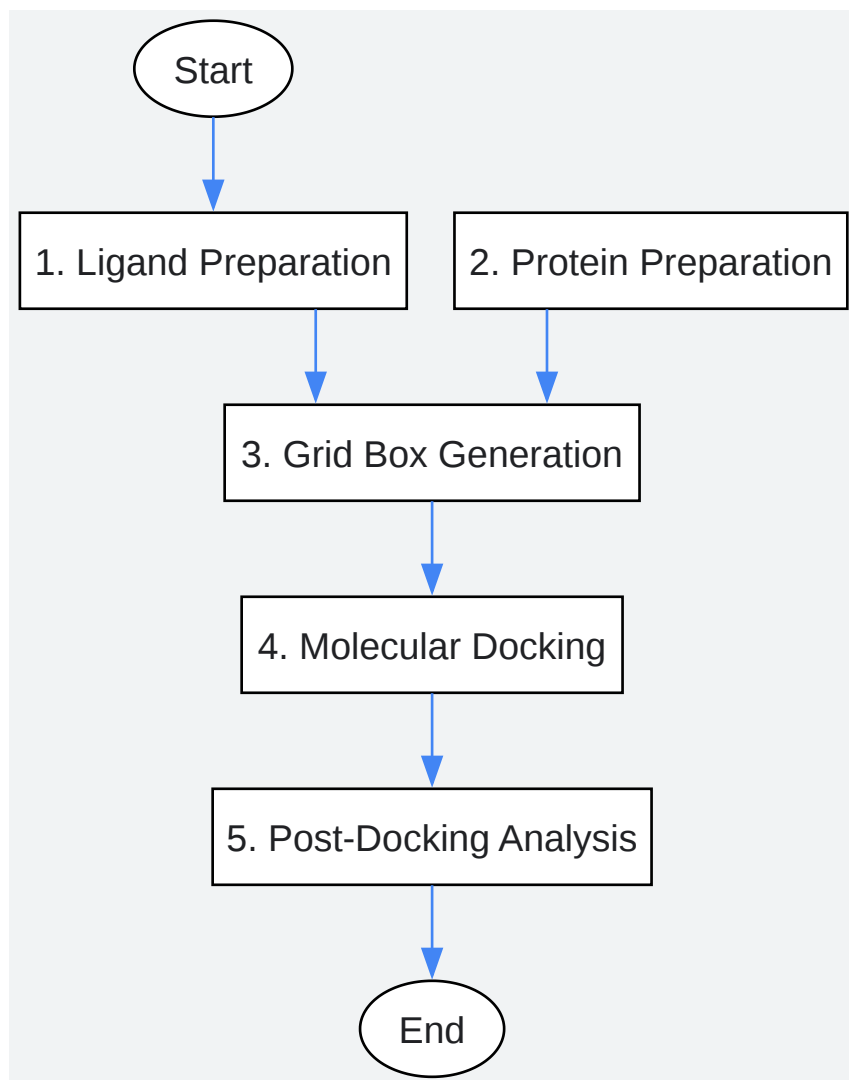 Start
1. Ligand Preparation
2. Protein Preparation
3. Grid Box Generation
4. Molecular Docking
5. Post-Docking Analysis
End